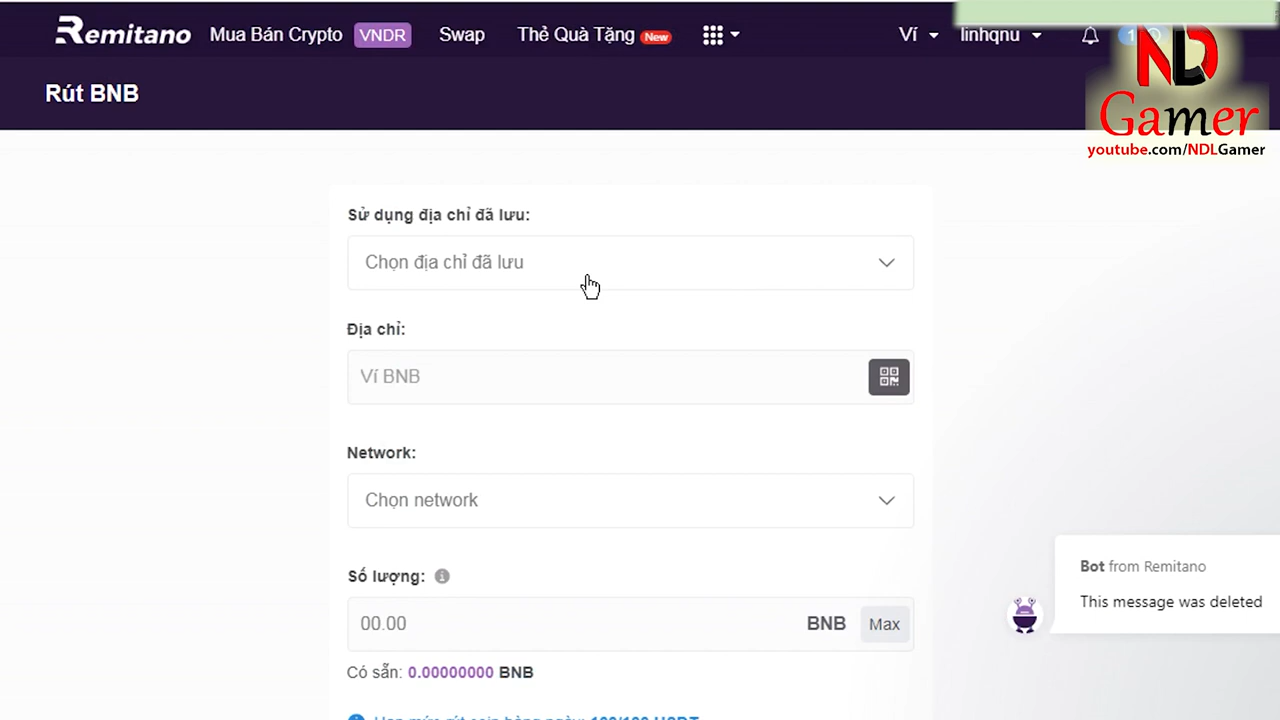 Remitano Mua Bán Crypto VNDR Swap Thẻ Quà Tặng New Ví linhqnu 1
Rút BNB
ND
Gamer
youtube.com/NDLGamer
Sử dụng địa chỉ đã lưu:
Chọn địa chỉ đã lưu
Địa chỉ:
Ví BNB
Network:
Chọn network
Số lượng:
00.00 BNB Max
Có sẵn: 0.00000000 BNB
Bot from Remitano
This message was deleted